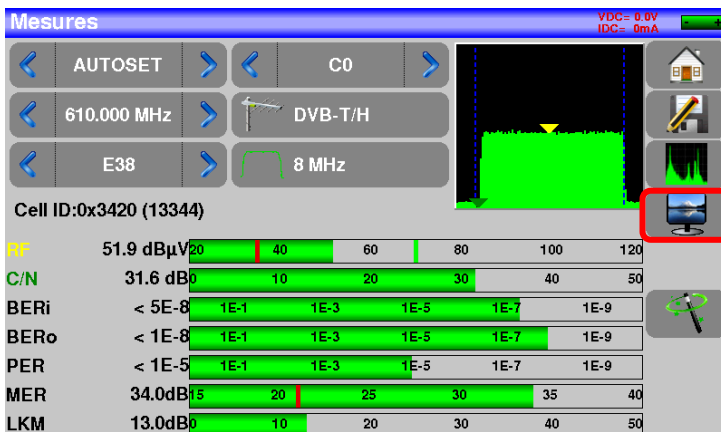 Mesures
VDC= 0.0V
IDC= 0mA
- +
AUTOSET
C0
610.000 MHz
DVB-T/H
E38
8 MHz
Cell ID:0x3420 (13344)
RF 51.9 dBµV 20 40 60 80 100 120
C/N 31.6 dB 0 10 20 30 40 50
BERi < 5E-8 1E-1 1E-3 1E-5 1E-7 1E-9
BERo < 1E-8 1E-1 1E-3 1E-5 1E-7 1E-9
PER < 1E-5 1E-1 1E-3 1E-5 1E-7 1E-9
MER 34.0dB 15 20 25 30 35 40
LKM 13.0dB 0 10 20 30 40 50